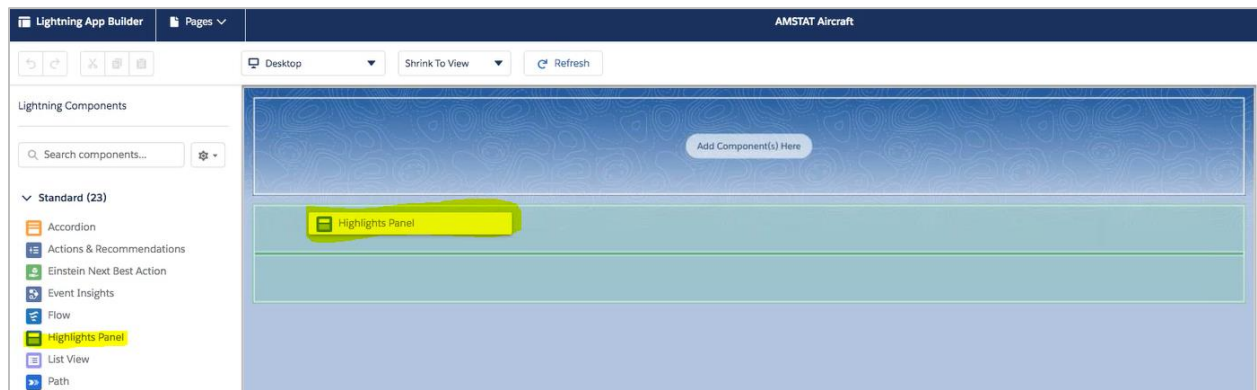 Lightning App Builder
Pages
AMSTAT Aircraft
Desktop
Shrink To View
Refresh
Lightning Components
Search components...
Add Component(s) Here
Standard (23)
Highlights Panel
Accordion
Actions & Recommendations
Einstein Next Best Action
Event Insights
Flow
Highlights Panel
List View
Path